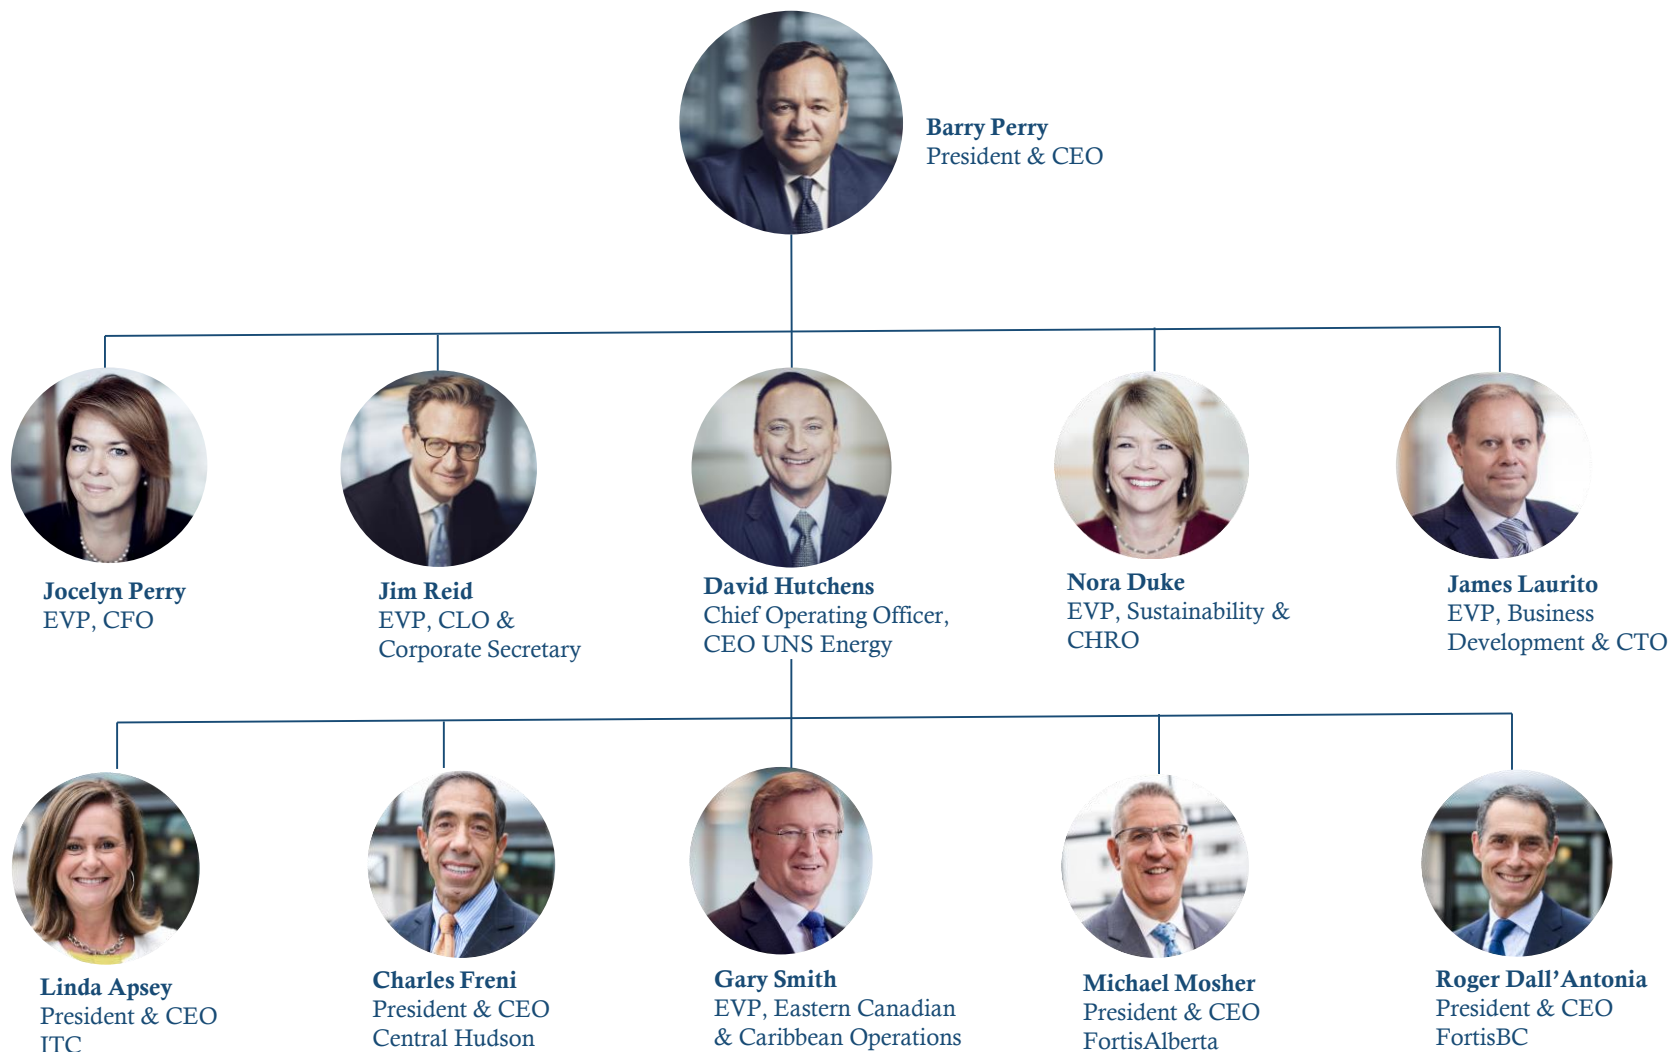 Barry Perry
President & CEO
Jocelyn Perry
EVP, CFO
Jim Reid
EVP, CLO &
Corporate Secretary
David Hutchens
Chief Operating Officer,
CEO UNS Energy
Nora Duke
EVP, Sustainability &
CHRO
James Laurito
EVP, Business
Development & CTO
Linda Apsey
President & CEO
ITC
Charles Freni
President & CEO
Central Hudson
Gary Smith
EVP, Eastern Canadian
& Caribbean Operations
Michael Mosher
President & CEO
FortisAlberta
Roger Dall’Antonia
President & CEO
FortisBC